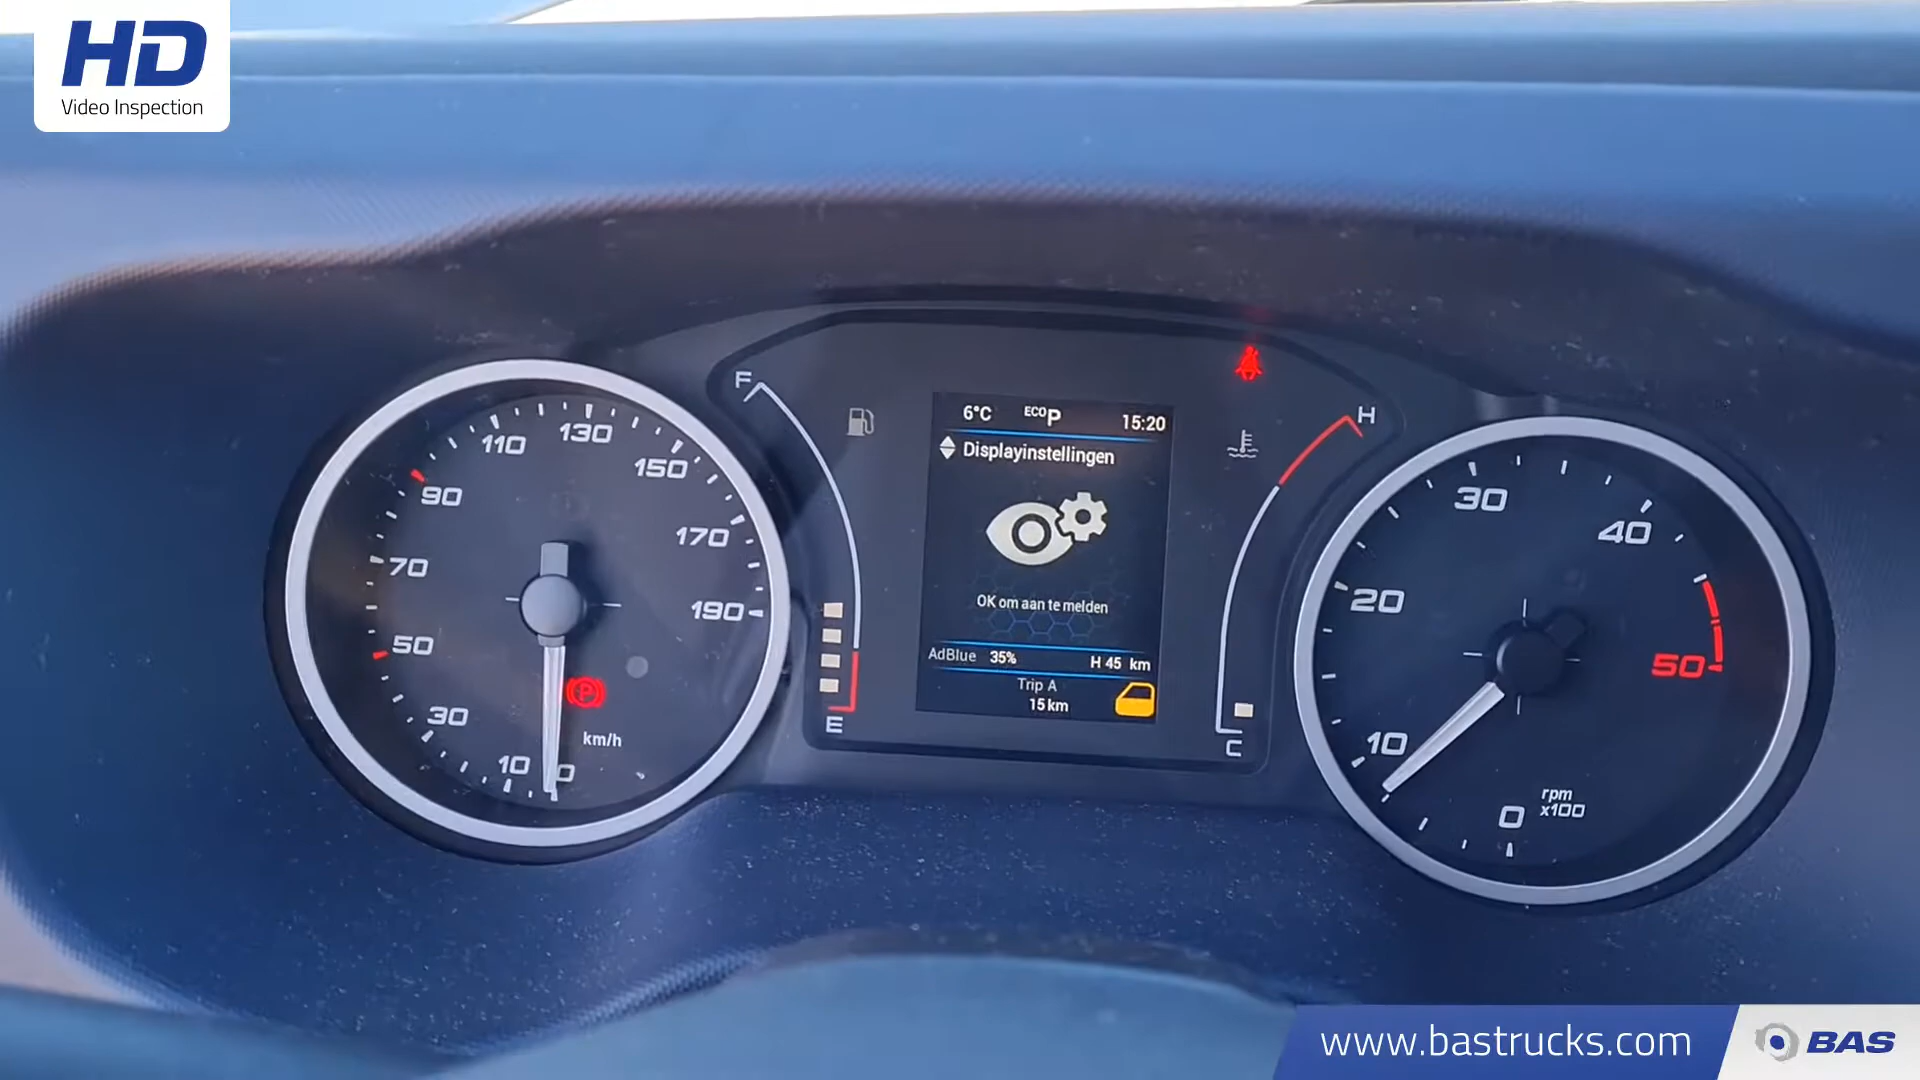 HD
Video Inspection
F
H
6°C ECO P 15:20
Displayinstellingen
OK om aan te melden
AdBlue 35% H 45 km
Trip A
15 km
E
C
10 0
30
50
70
90
110
130
150
170
190
P
km/h
0
10
20
30
40
50
rpm
x100
www.bastrucks.com
BAS